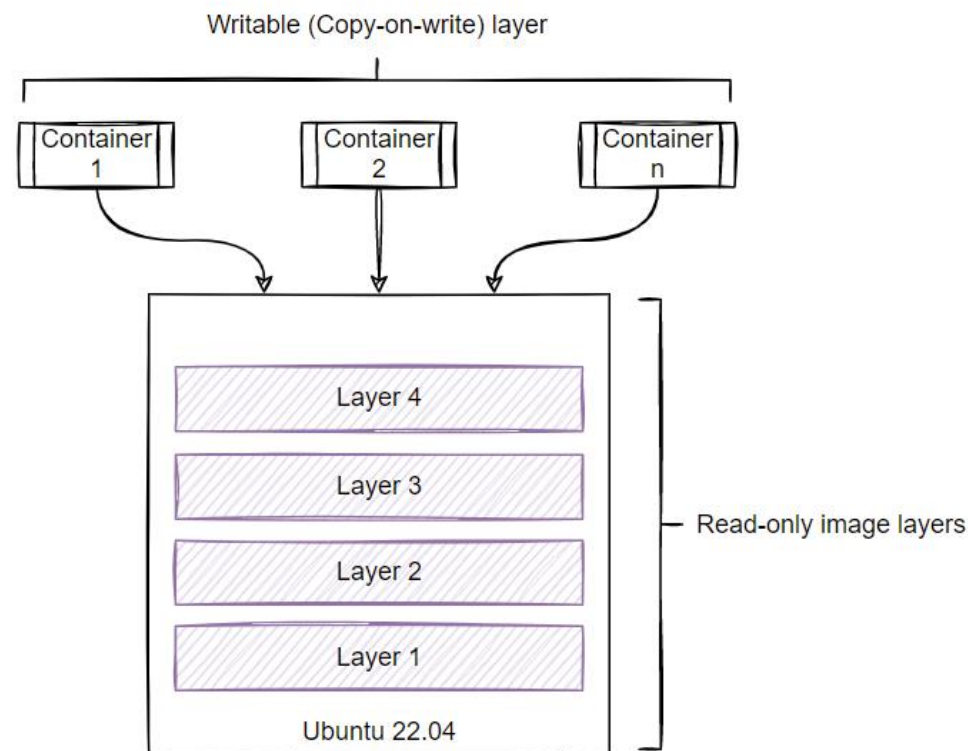 Writable (Copy-on-write) layer
Container
1
Container
2
Container
n
Layer 4
Layer 3
Layer 2
Layer 1
Read-only image layers
Ubuntu 22.04